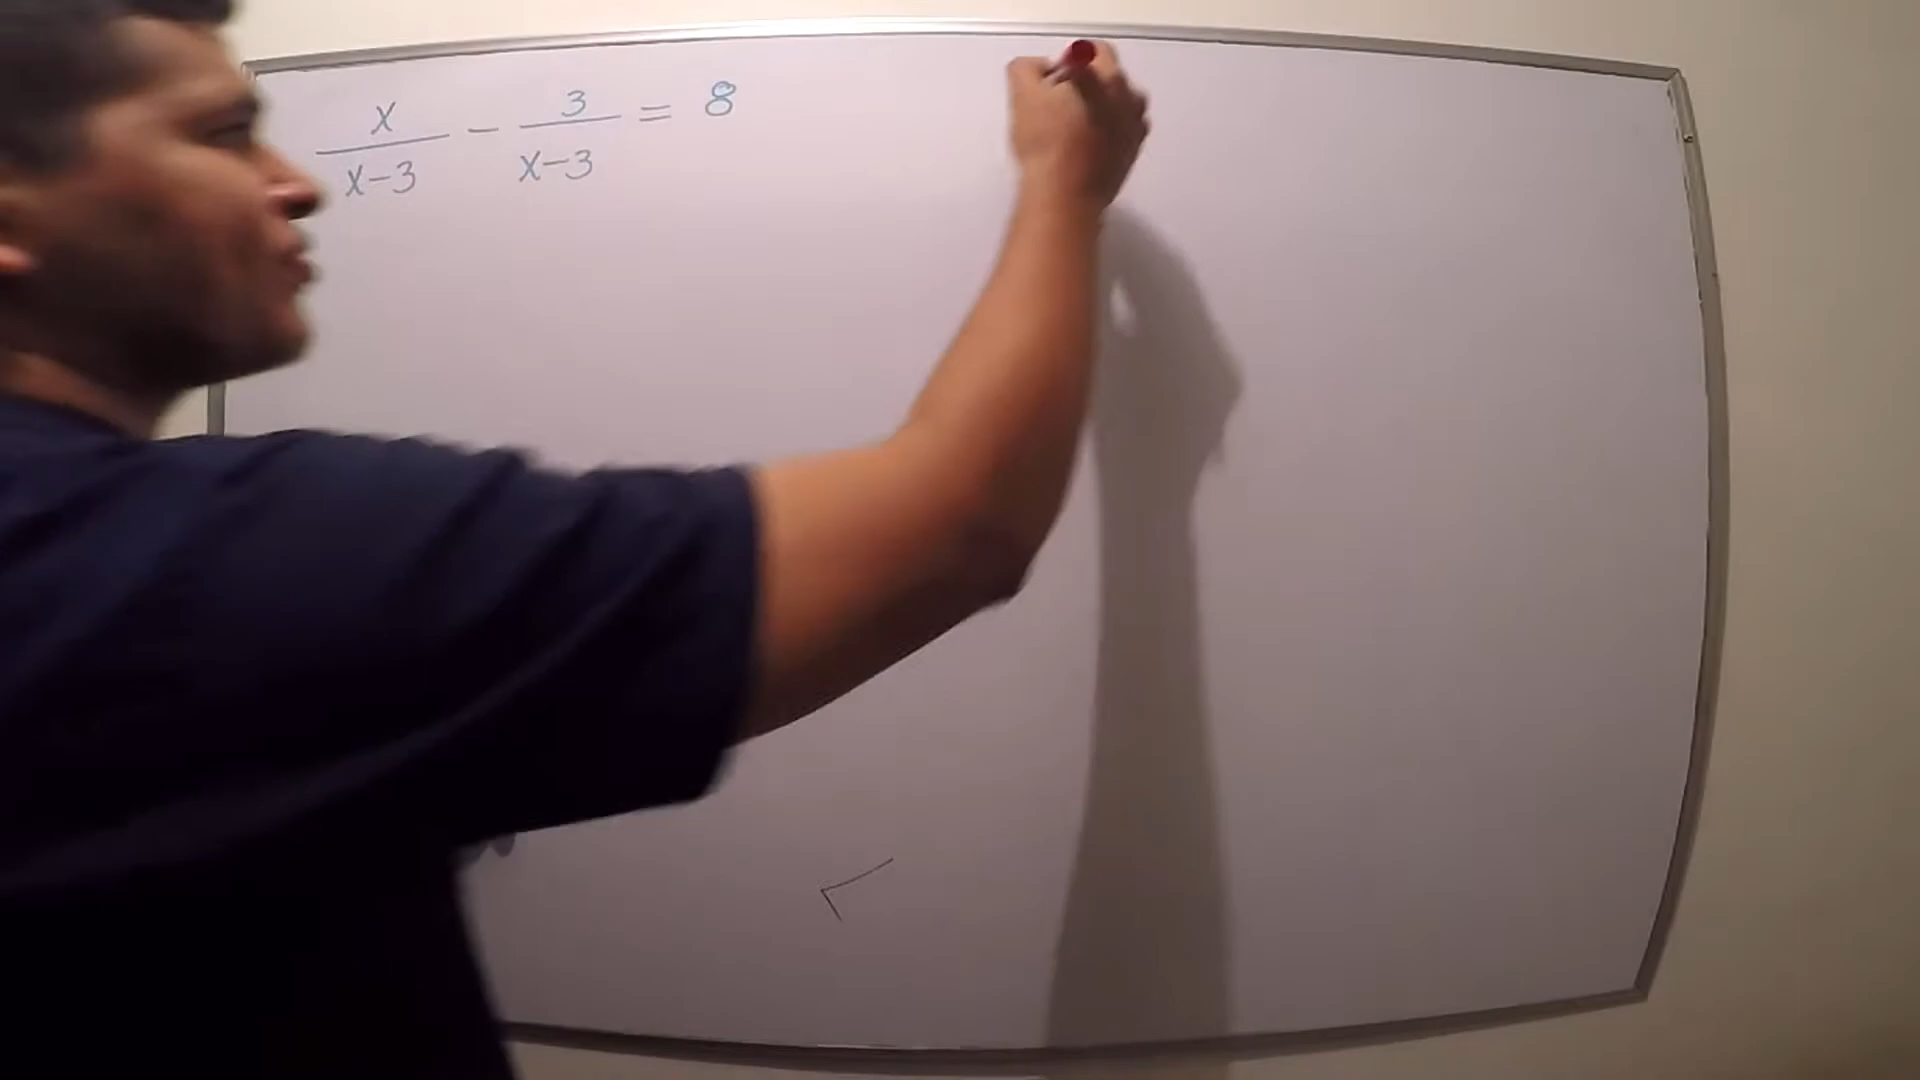 x/(x-3) - 3/(x-3) = 8